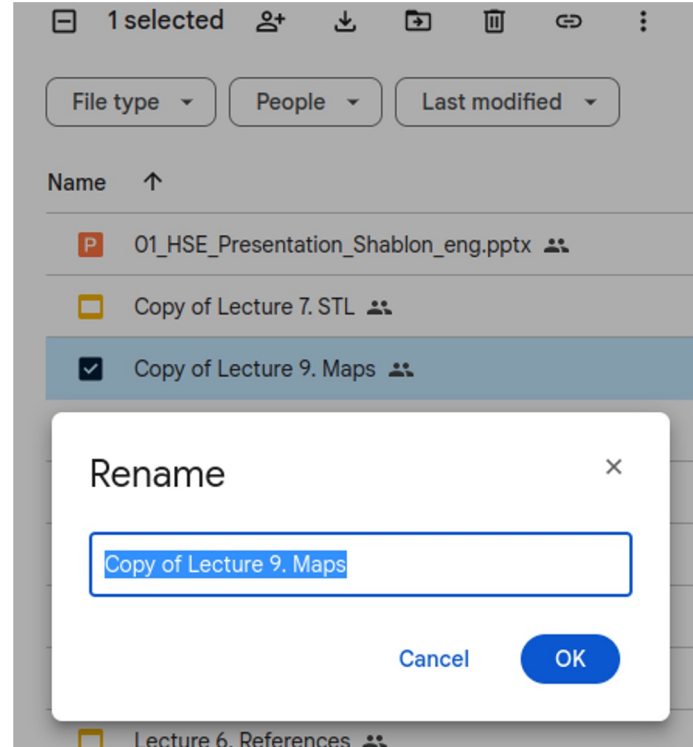 1 selected
File type
People
Last modified
Name
P
01_HSE_Presentation_Shablon_eng.pptx
Copy of Lecture 7. STL
Copy of Lecture 9. Maps
Rename
Copy of Lecture 9. Maps
Cancel
OK
Lecture 6. References